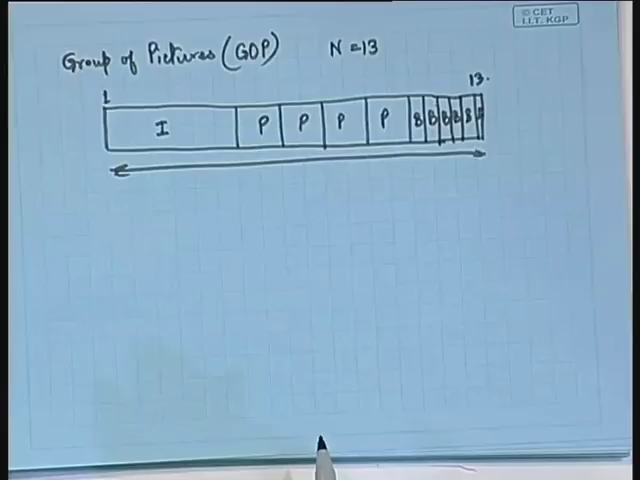 © CET
I.I.T. KGP
Group of Pictures (GOP) N = 13
1 13.
I P P P P B B B B B